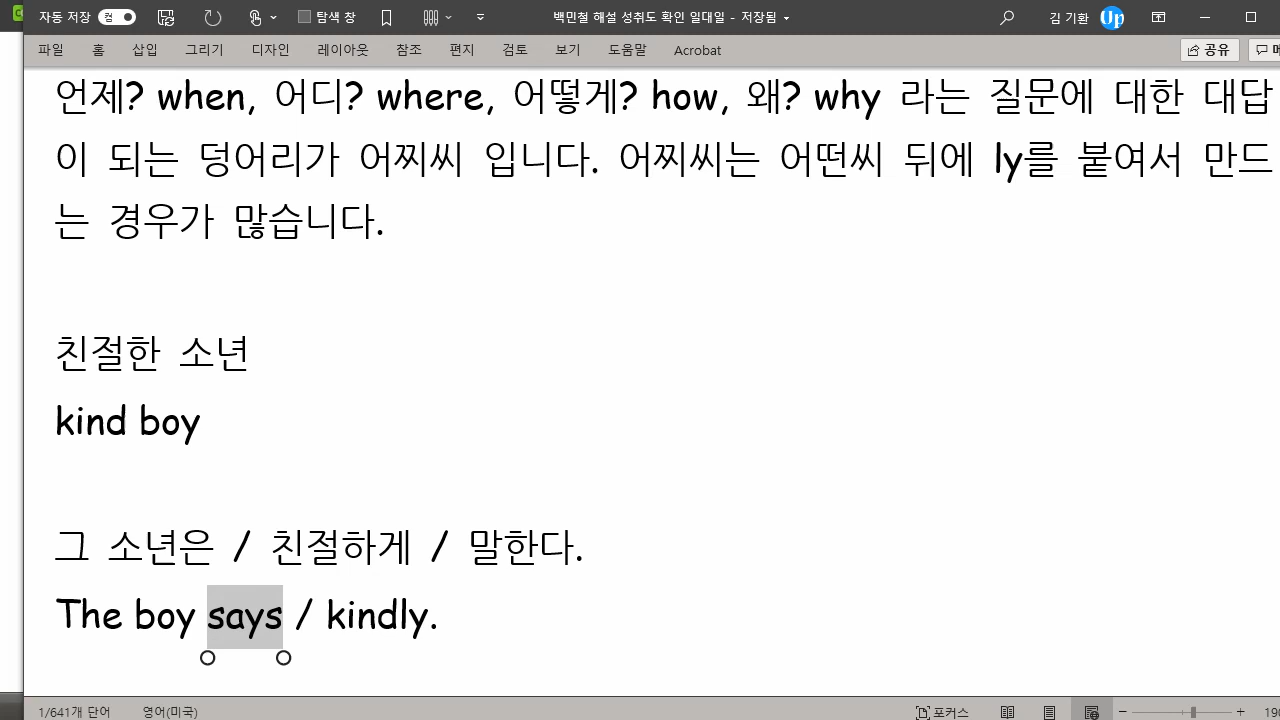 자동 저장 컴 탐색 창 백민철 해설 성취도 확인 일대일 - 저장됨 김 기환 Up
파일 홈 삽입 그리기 디자인 레이아웃 참조 편지 검토 보기 도움말 Acrobat 공유
언제? when, 어디? where, 어떻게? how, 왜? why 라는 질문에 대한 대답
이 되는 덩어리가 어찌씨 입니다. 어찌씨는 어떤씨 뒤에 ly를 붙여서 만드
는 경우가 많습니다.
친절한 소년
kind boy
그 소년은 / 친절하게 / 말한다.
The boy says / kindly.
1/641개 단어 영어(미국) 포커스